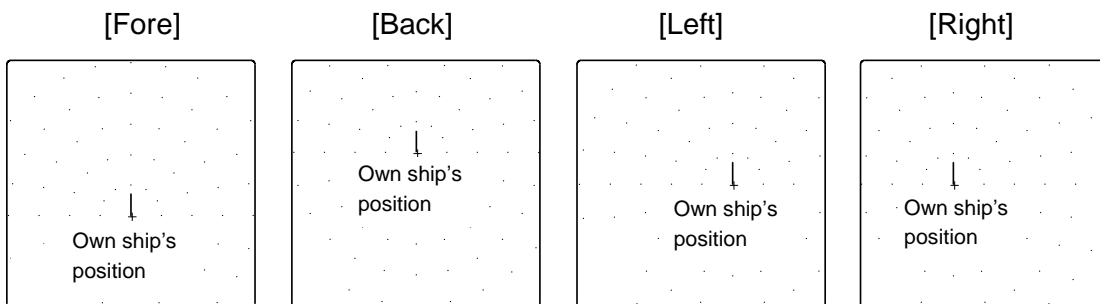 [Fore]
[Back]
[Left]
[Right]
Own ship's
position
Own ship's
position
Own ship's
position
Own ship's
position